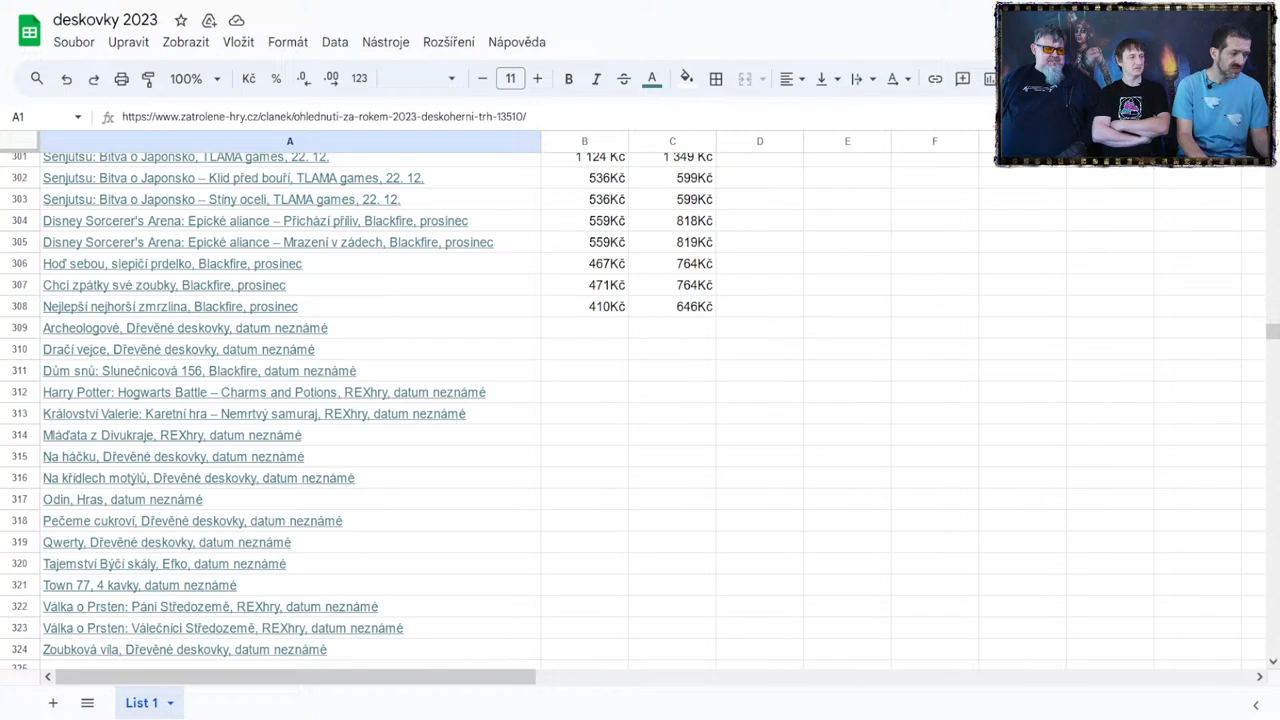 deskovky 2023
Soubor Upravit Zobrazit Vložit Formát Data Nástroje Rozšíření Nápověda
100% Kč % .0 .00 123 11 B I S A A
A1 fx https://www.zatrolene-hry.cz/clanek/ohlednuti-za-rokem-2023-deskoherni-trh-13510/
A B C D E F
301 Senjutsu: Bitva o Japonsko, TLAMA games, 22. 12. 1 124 Kč 1 349 Kč
302 Senjutsu: Bitva o Japonsko – Klid před bouří, TLAMA games, 22. 12. 536Kč 599Kč
303 Senjutsu: Bitva o Japonsko – Stíny oceli, TLAMA games, 22. 12. 536Kč 599Kč
304 Disney Sorcerer's Arena: Epické aliance – Přichází příliv, Blackfire, prosinec 559Kč 818Kč
305 Disney Sorcerer's Arena: Epické aliance – Mrazení v zádech, Blackfire, prosinec 559Kč 819Kč
306 Hoď sebou, slepičí prdelko, Blackfire, prosinec 467Kč 764Kč
307 Chci zpátky své zoubky, Blackfire, prosinec 471Kč 764Kč
308 Nejlepší nejhorší zmrzlina, Blackfire, prosinec 410Kč 646Kč
309 Archeologové, Dřevěné deskovky, datum neznámé
310 Dračí vejce, Dřevěné deskovky, datum neznámé
311 Dům snů: Slunečnicová 156, Blackfire, datum neznámé
312 Harry Potter: Hogwarts Battle – Charms and Potions, REXhry, datum neznámé
313 Království Valerie: Karetní hra – Nemrtvý samuraj, REXhry, datum neznámé
314 Mláďata z Divukraje, REXhry, datum neznámé
315 Na háčku, Dřevěné deskovky, datum neznámé
316 Na křídlech motýlů, Dřevěné deskovky, datum neznámé
317 Odin, Hras, datum neznámé
318 Pečeme cukroví, Dřevěné deskovky, datum neznámé
319 Qwerty, Dřevěné deskovky, datum neznámé
320 Tajemství Býčí skály, Efko, datum neznámé
321 Town 77, 4 kavky, datum neznámé
322 Válka o Prsten: Páni Středozemě, REXhry, datum neznámé
323 Válka o Prsten: Válečníci Středozemě, REXhry, datum neznámé
324 Zoubková víla, Dřevěné deskovky, datum neznámé
List 1